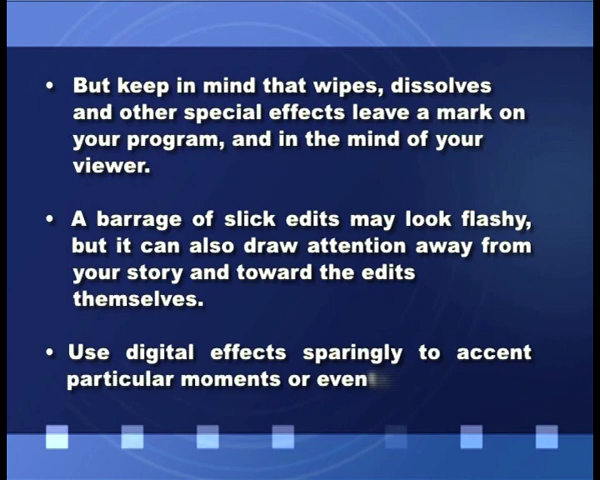 • But keep in mind that wipes, dissolves
and other special effects leave a mark on
your program, and in the mind of your
viewer.
• A barrage of slick edits may look flashy,
but it can also draw attention away from
your story and toward the edits
themselves.
• Use digital effects sparingly to accent
particular moments or even